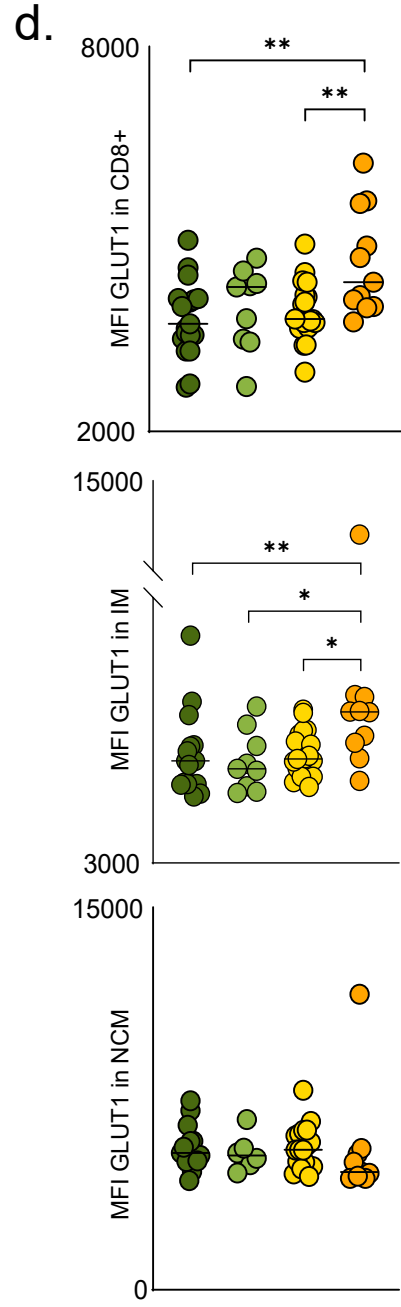 d.
8000
**
**
MFI GLUT1 in CD8+
2000
15000
**
*
*
MFI GLUT1 in IM
3000
15000
MFI GLUT1 in NCM
0